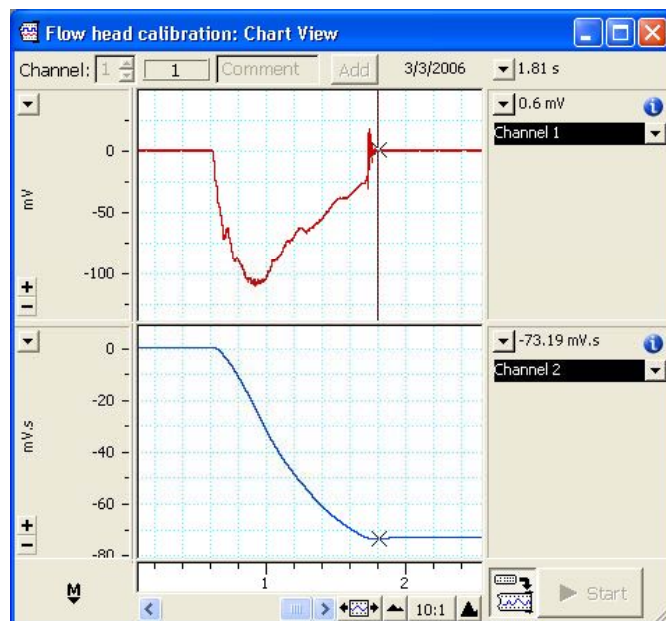 Flow head calibration: Chart View
Channel: 1 1 Comment Add 3/3/2006 1.81 s
0.6 mV
Channel 1
0
-50
-100
mV
+
−
-73.19 mV.s
Channel 2
0
-20
-40
-60
-80
mV.s
+
−
1 2
M
10:1
Start